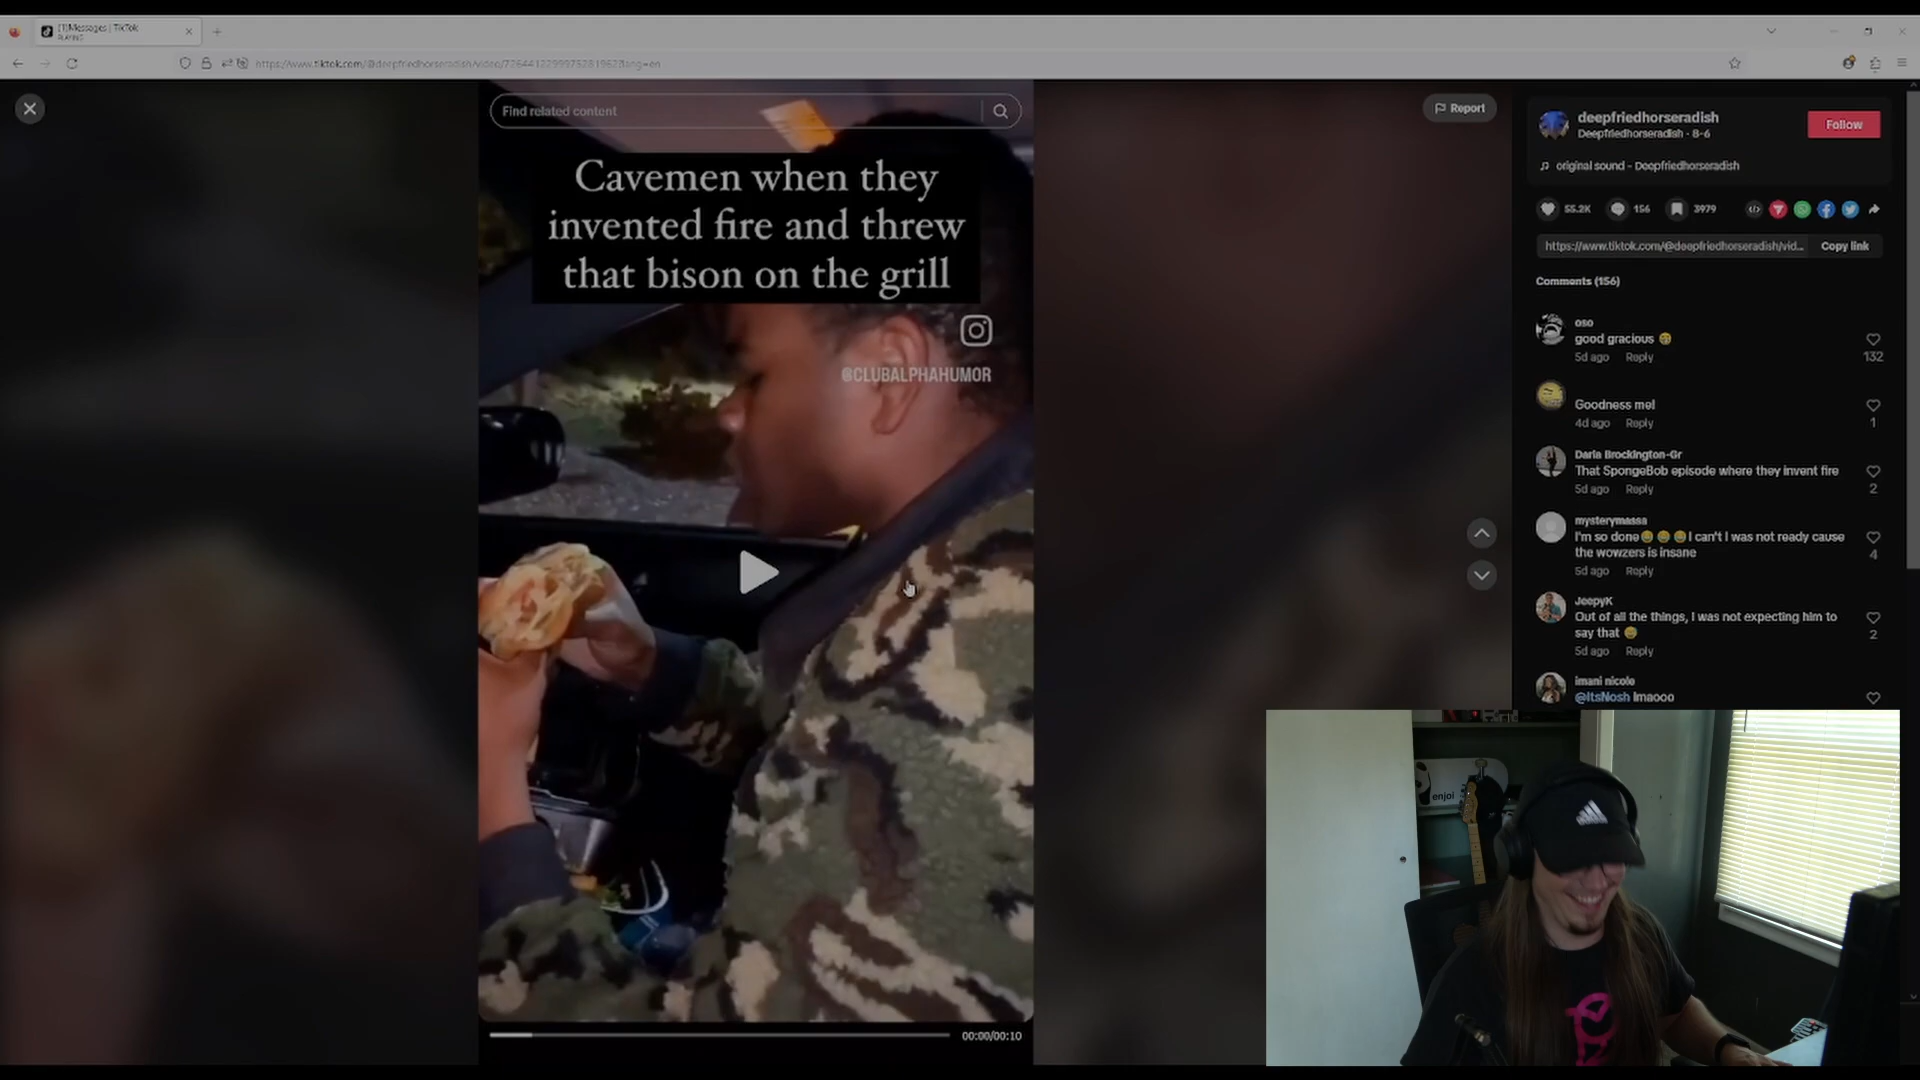 [1]Messages | TikTok
PLAYING
https://www.tiktok.com/@deepfriedhorseradish/video/7264412299975281962?lang=en
Find related content
Report
Cavemen when they
invented fire and threw
that bison on the grill
@CLUBALPHAHUMOR
00:00/00:10
deepfriedhorseradish
Deepfriedhorseradish · 8-6
Follow
original sound - Deepfriedhorseradish
55.2K
156
3979
https://www.tiktok.com/@deepfriedhorseradish/vid...
Copy link
Comments (156)
oso
good gracious 😁
5d ago Reply
132
Goodness me!
4d ago Reply
1
Daria Brockington-Gr
That SpongeBob episode where they invent fire
5d ago Reply
2
mysterymassa
I'm so done😂😂😂I can't I was not ready cause
the wowzers is insane
5d ago Reply
4
JeepyK
Out of all the things, I was not expecting him to
say that 😂
5d ago Reply
2
imani nicole
@ItsNosh lmaooo
enjoi